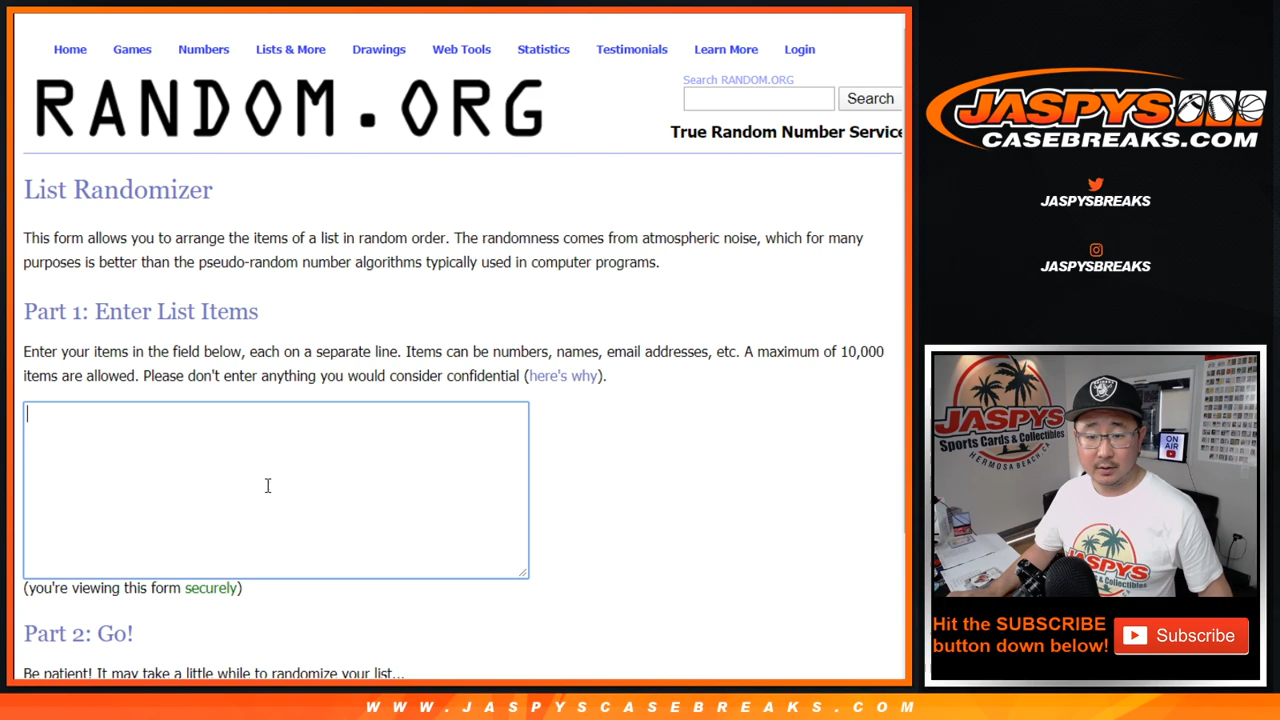 Home Games Numbers Lists & More Drawings Web Tools Statistics Testimonials Learn More Login
RANDOM.ORG
Search RANDOM.ORG
Search
True Random Number Service
List Randomizer
This form allows you to arrange the items of a list in random order. The randomness comes from atmospheric noise, which for many
purposes is better than the pseudo-random number algorithms typically used in computer programs.
Part 1: Enter List Items
Enter your items in the field below, each on a separate line. Items can be numbers, names, email addresses, etc. A maximum of 10,000
items are allowed. Please don't enter anything you would consider confidential (here's why).
(you're viewing this form securely)
Part 2: Go!
Be patient! It may take a little while to randomize your list...
JASPYS
CASEBREAKS.COM
JASPYSBREAKS
JASPYSBREAKS
JASPYS
Sports Cards & Collectibles
HERMOSA BEACH, CA
RAIDERS
ON
AIR
JASPYS
Hit the SUBSCRIBE
button down below!
Subscribe
WWW.JASPYSCASEBREAKS.COM